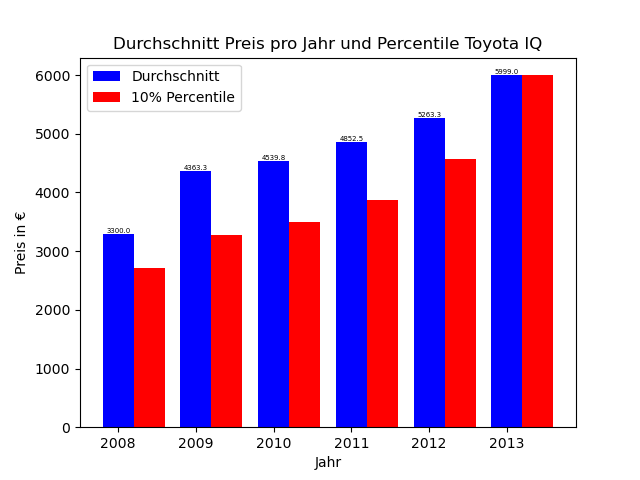 Durchschnitt Preis pro Jahr und Percentile Toyota IQ
Durchschnitt
10% Percentile
Preis in €
6000
5000
4000
3000
2000
1000
0
3300.0
4363.3
4539.8
4852.5
5263.3
5999.0
2008 2009 2010 2011 2012 2013
Jahr